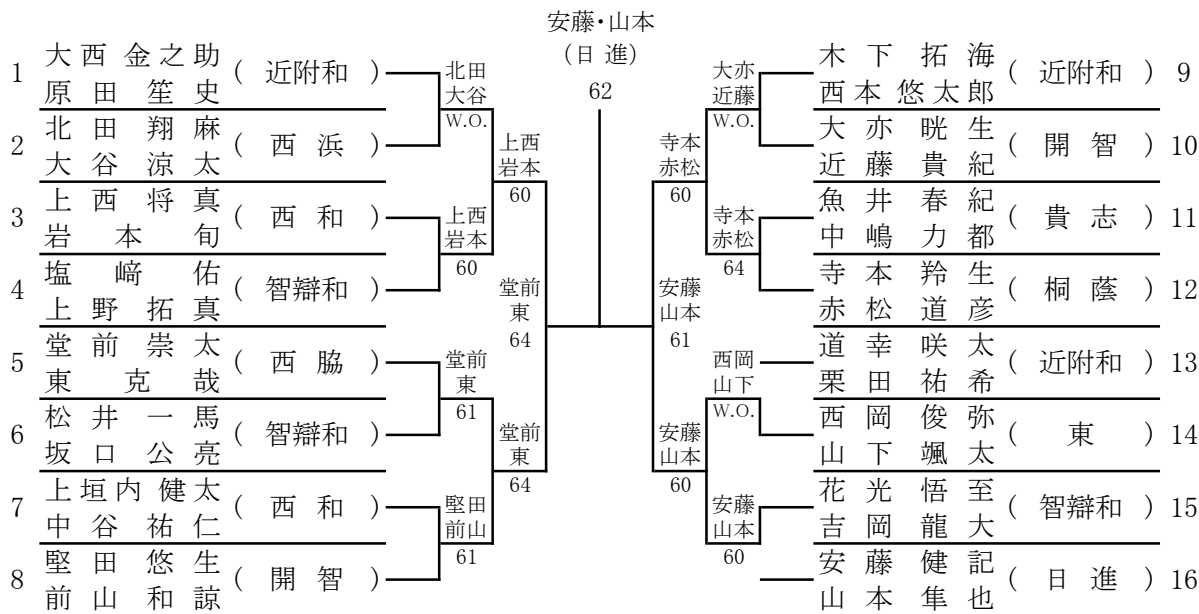 安藤・山本
(日進)
62
1 大西金之助 原田笙史 (近附和)
2 北田翔麻 大谷涼太 (西浜)
3 上西将真 岩本旬 (西和)
4 塩﨑佑 上野拓真 (智辯和)
5 堂前崇太 東克哉 (西脇)
6 松井一馬 坂口公亮 (智辯和)
7 上垣内健太 中谷祐仁 (西和)
8 堅田悠生 前山和諒 (開智)
北田
大谷
W.O.
上西
岩本
60
堂前
東
61
堅田
前山
61
上西
岩本
60
堂前
東
64
堂前
東
64
安藤
山本
61
寺本
赤松
60
安藤
山本
60
大亦
近藤
W.O.
寺本
赤松
64
西岡
山下
W.O.
安藤
山本
60
木下拓海 西本悠太郎 (近附和) 9
大亦晄生 近藤貴紀 (開智) 10
魚井春紀 中嶋力都 (貴志) 11
寺本羚生 赤松道彦 (桐蔭) 12
道幸咲太 栗田祐希 (近附和) 13
西岡俊弥 山下颯太 (東) 14
花光悟至 吉岡龍大 (智辯和) 15
安藤健記 山本隼也 (日進) 16